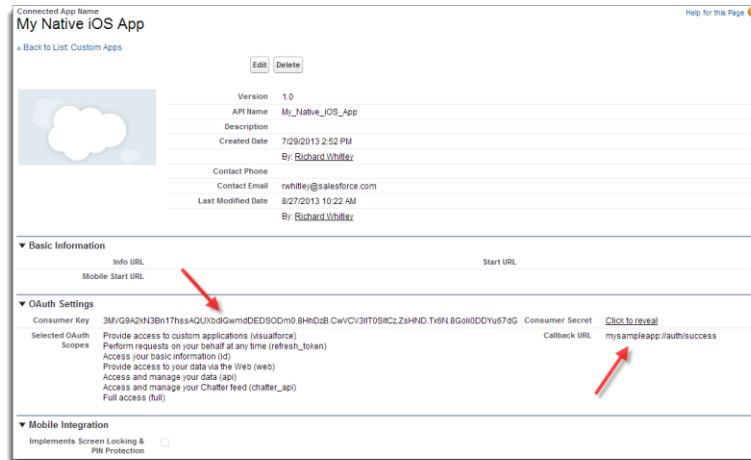 Connected App Name
Help for this Page
My Native iOS App
« Back to List: Custom Apps
Edit Delete
Version 1.0
API Name My_Native_iOS_App
Description
Created Date 7/29/2013 2:52 PM
By: Richard Whitley
Contact Phone
Contact Email rwhitley@salesforce.com
Last Modified Date 8/27/2013 10:22 AM
By: Richard Whitley
▼ Basic Information
Info URL Start URL
Mobile Start URL
▼ OAuth Settings
Consumer Key Consumer Secret Click to reveal
Selected OAuth Scopes Provide access to custom applications (visualforce) Callback URL mysampleapp://auth/success
Perform requests on your behalf at any time (refresh_token)
Access your basic information (id)
Provide access to your data via the Web (web)
Access and manage your data (api)
Access and manage your Chatter feed (chatter_api)
Full access (full)
▼ Mobile Integration
Implements Screen Locking &
PIN Protection